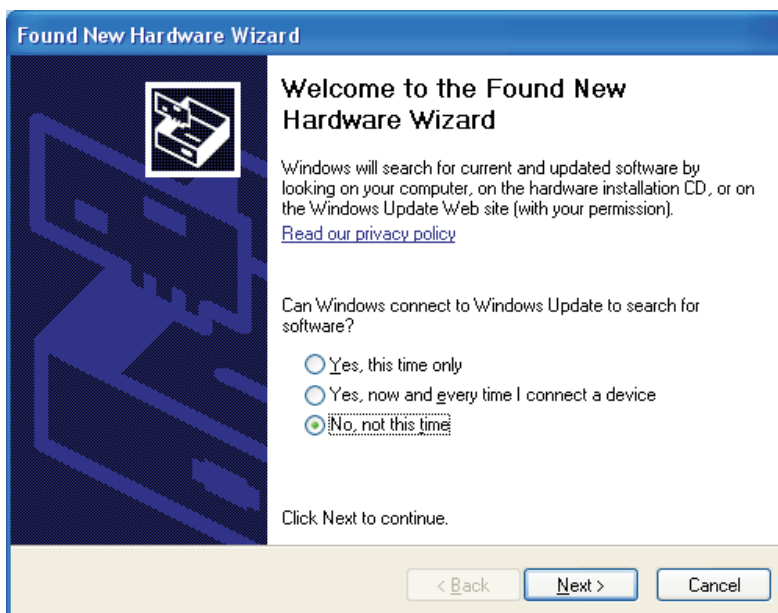 Found New Hardware Wizard
Welcome to the Found New
Hardware Wizard
Windows will search for current and updated software by
looking on your computer, on the hardware installation CD, or on
the Windows Update Web site (with your permission).
Read our privacy policy
Can Windows connect to Windows Update to search for
software?
Yes, this time only
Yes, now and every time I connect a device
No, not this time
Click Next to continue.
< Back
Next >
Cancel